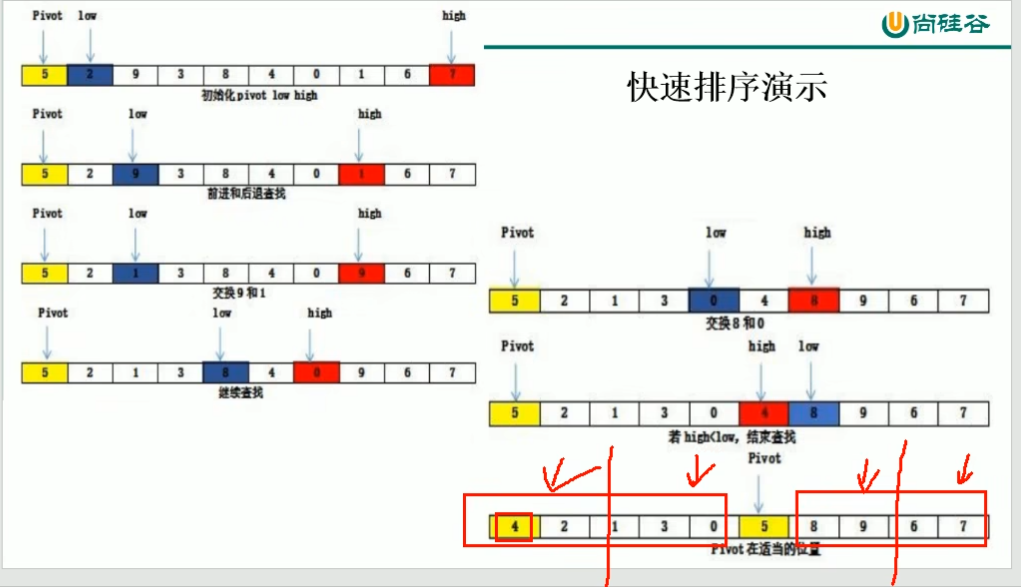 尚硅谷
快速排序演示
Pivot low high
5 2 9 3 8 4 0 1 6 7
初始化pivot low high
Pivot low high
5 2 9 3 8 4 0 1 6 7
前进和后退查找
Pivot low high
5 2 1 3 8 4 0 9 6 7
交换9和1
Pivot low high
5 2 1 3 8 4 0 9 6 7
继续查找
Pivot low high
5 2 1 3 0 4 8 9 6 7
交换8和0
Pivot high low
5 2 1 3 0 4 8 9 6 7
若high<low，结束查找
Pivot
4 2 1 3 0 5 8 9 6 7
Pivot在适当的位置